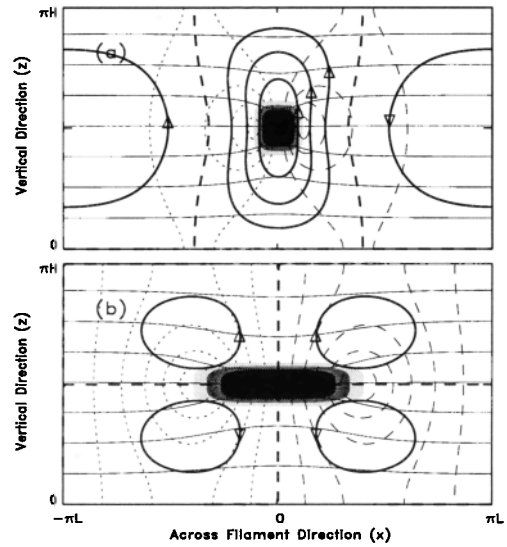 πH
(a)
Vertical Direction (z)
0
πH
(b)
Vertical Direction (z)
0
−πL 0 πL
Across Filament Direction (x)